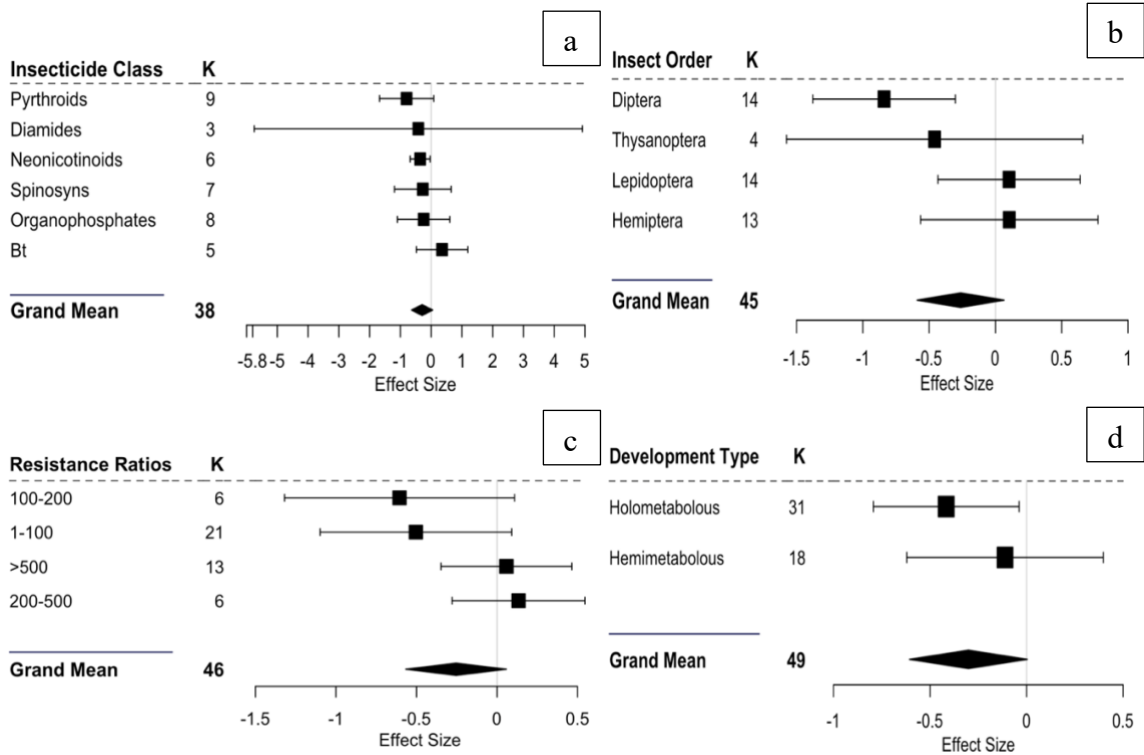 a
Insecticide Class K
Pyrthroids 9
Diamides 3
Neonicotinoids 6
Spinosyns 7
Organophosphates 8
Bt 5
Grand Mean 38
-5.8 -5 -4 -3 -2 -1 0 1 2 3 4 5
Effect Size
b
Insect Order K
Diptera 14
Thysanoptera 4
Lepidoptera 14
Hemiptera 13
Grand Mean 45
-1.5 -1 -0.5 0 0.5 1
Effect Size
c
Resistance Ratios K
100-200 6
1-100 21
>500 13
200-500 6
Grand Mean 46
-1.5 -1 -0.5 0 0.5
Effect Size
d
Development Type K
Holometabolous 31
Hemimetabolous 18
Grand Mean 49
-1 -0.5 0 0.5
Effect Size